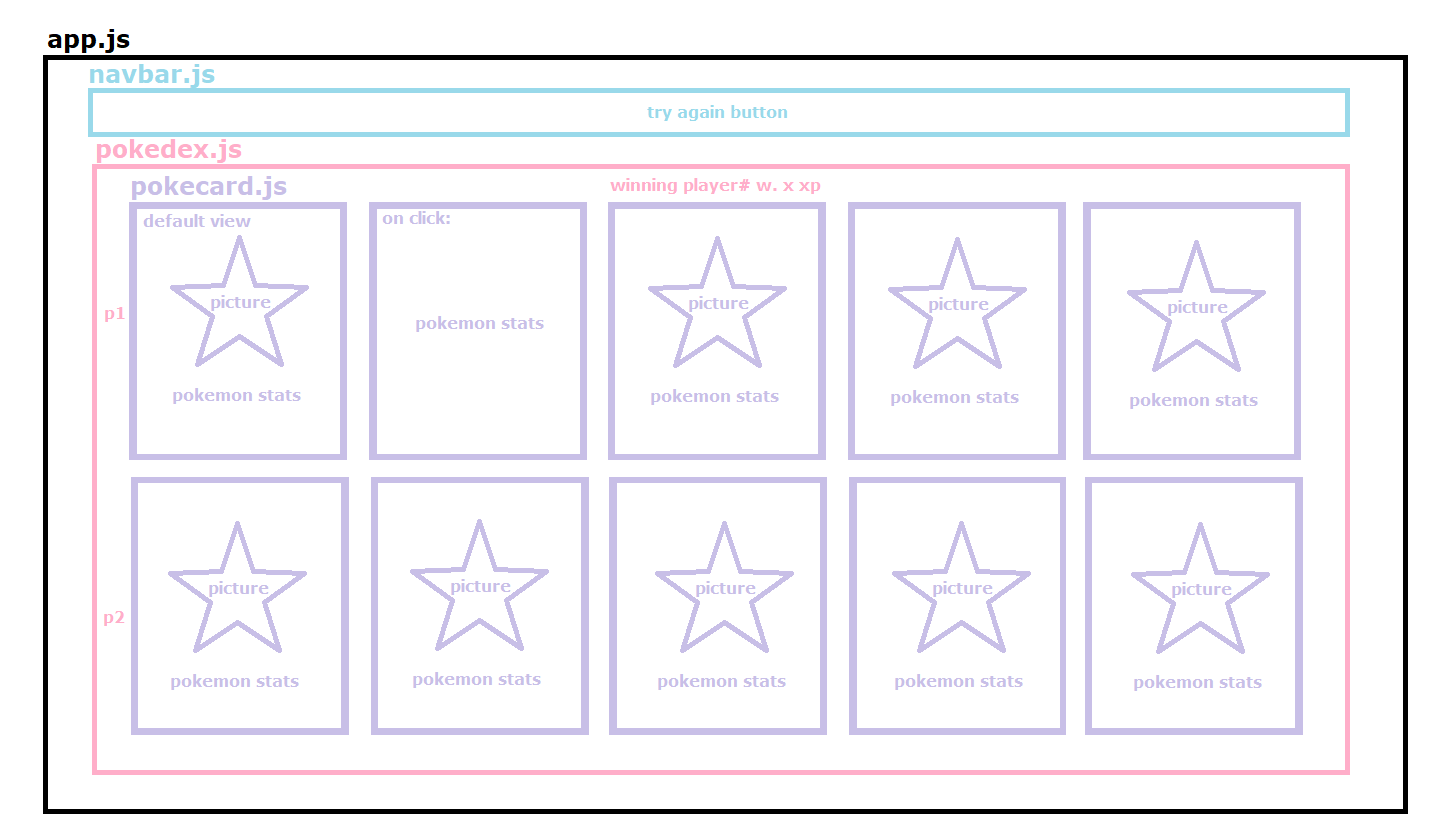 app.js
navbar.js
try again button
pokedex.js
pokecard.js
winning player# w. x xp
default view
on click:
p1
picture
pokemon stats
pokemon stats
picture
pokemon stats
picture
pokemon stats
picture
pokemon stats
p2
picture
pokemon stats
picture
pokemon stats
picture
pokemon stats
picture
pokemon stats
picture
pokemon stats